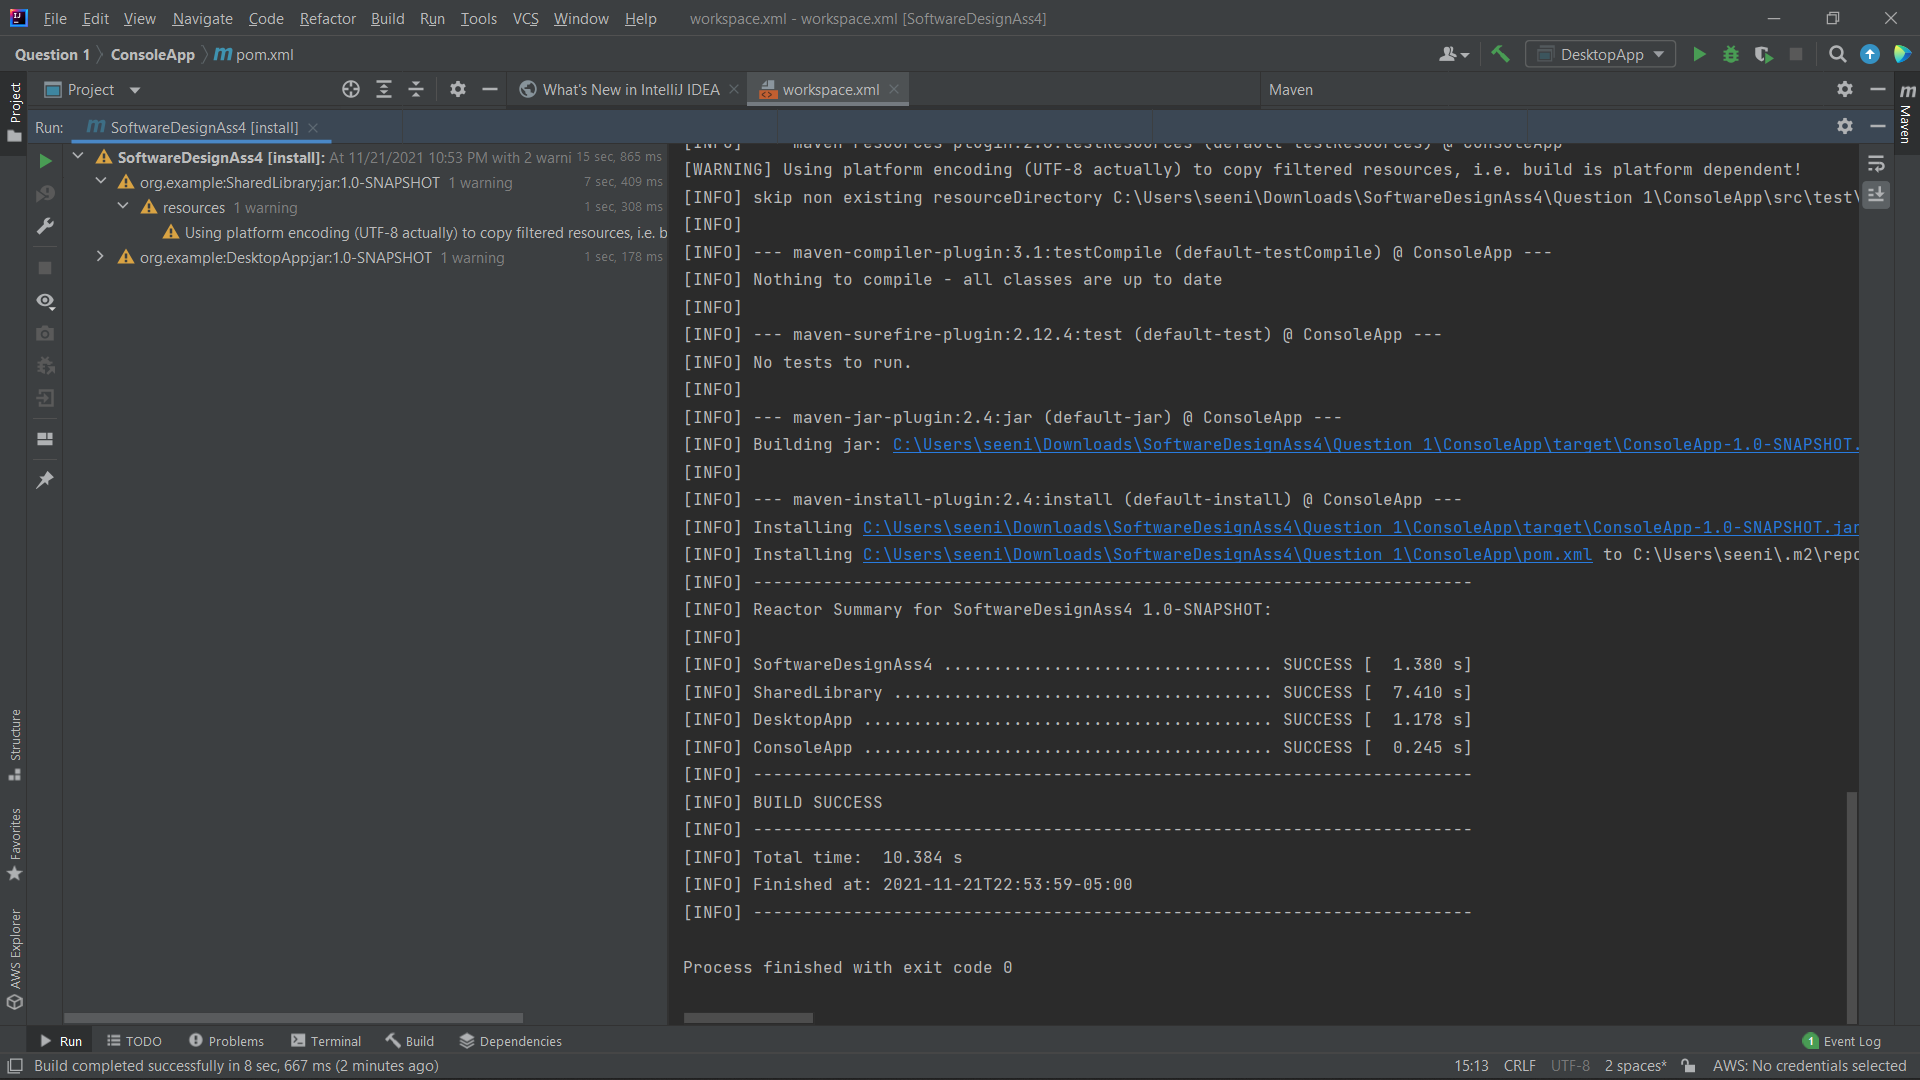 File Edit View Navigate Code Refactor Build Run Tools VCS Window Help workspace.xml - workspace.xml [SoftwareDesignAss4]
Question 1 ConsoleApp pom.xml DesktopApp
Project Project What's New in IntelliJ IDEA workspace.xml Maven
Run: SoftwareDesignAss4 [install] Maven
SoftwareDesignAss4 [install]: At 11/21/2021 10:53 PM with 2 warni 15 sec, 865 ms
org.example:SharedLibrary:jar:1.0-SNAPSHOT 1 warning 7 sec, 409 ms
resources 1 warning 1 sec, 308 ms
Using platform encoding (UTF-8 actually) to copy filtered resources, i.e. b
org.example:DesktopApp:jar:1.0-SNAPSHOT 1 warning 1 sec, 178 ms
[WARNING] Using platform encoding (UTF-8 actually) to copy filtered resources, i.e. build is platform dependent!
[INFO] skip non existing resourceDirectory C:\Users\seeni\Downloads\SoftwareDesignAss4\Question 1\ConsoleApp\src\test\
[INFO]
[INFO] --- maven-compiler-plugin:3.1:testCompile (default-testCompile) @ ConsoleApp ---
[INFO] Nothing to compile - all classes are up to date
[INFO]
[INFO] --- maven-surefire-plugin:2.12.4:test (default-test) @ ConsoleApp ---
[INFO] No tests to run.
[INFO]
[INFO] --- maven-jar-plugin:2.4:jar (default-jar) @ ConsoleApp ---
[INFO] Building jar: C:\Users\seeni\Downloads\SoftwareDesignAss4\Question 1\ConsoleApp\target\ConsoleApp-1.0-SNAPSHOT.
[INFO]
[INFO] --- maven-install-plugin:2.4:install (default-install) @ ConsoleApp ---
[INFO] Installing C:\Users\seeni\Downloads\SoftwareDesignAss4\Question 1\ConsoleApp\target\ConsoleApp-1.0-SNAPSHOT.jar
[INFO] Installing C:\Users\seeni\Downloads\SoftwareDesignAss4\Question 1\ConsoleApp\pom.xml to C:\Users\seeni\.m2\repo
[INFO] ------------------------------------------------------------------------
[INFO] Reactor Summary for SoftwareDesignAss4 1.0-SNAPSHOT:
[INFO]
[INFO] SoftwareDesignAss4 ................................. SUCCESS [  1.380 s]
[INFO] SharedLibrary ...................................... SUCCESS [  7.410 s]
[INFO] DesktopApp ......................................... SUCCESS [  1.178 s]
[INFO] ConsoleApp ......................................... SUCCESS [  0.245 s]
[INFO] ------------------------------------------------------------------------
[INFO] BUILD SUCCESS
[INFO] ------------------------------------------------------------------------
[INFO] Total time:  10.384 s
[INFO] Finished at: 2021-11-21T22:53:59-05:00
[INFO] ------------------------------------------------------------------------
Process finished with exit code 0
Structure
Favorites
AWS Explorer
Run TODO Problems Terminal Build Dependencies 1 Event Log
Build completed successfully in 8 sec, 667 ms (2 minutes ago) 15:13 CRLF UTF-8 2 spaces* AWS: No credentials selected